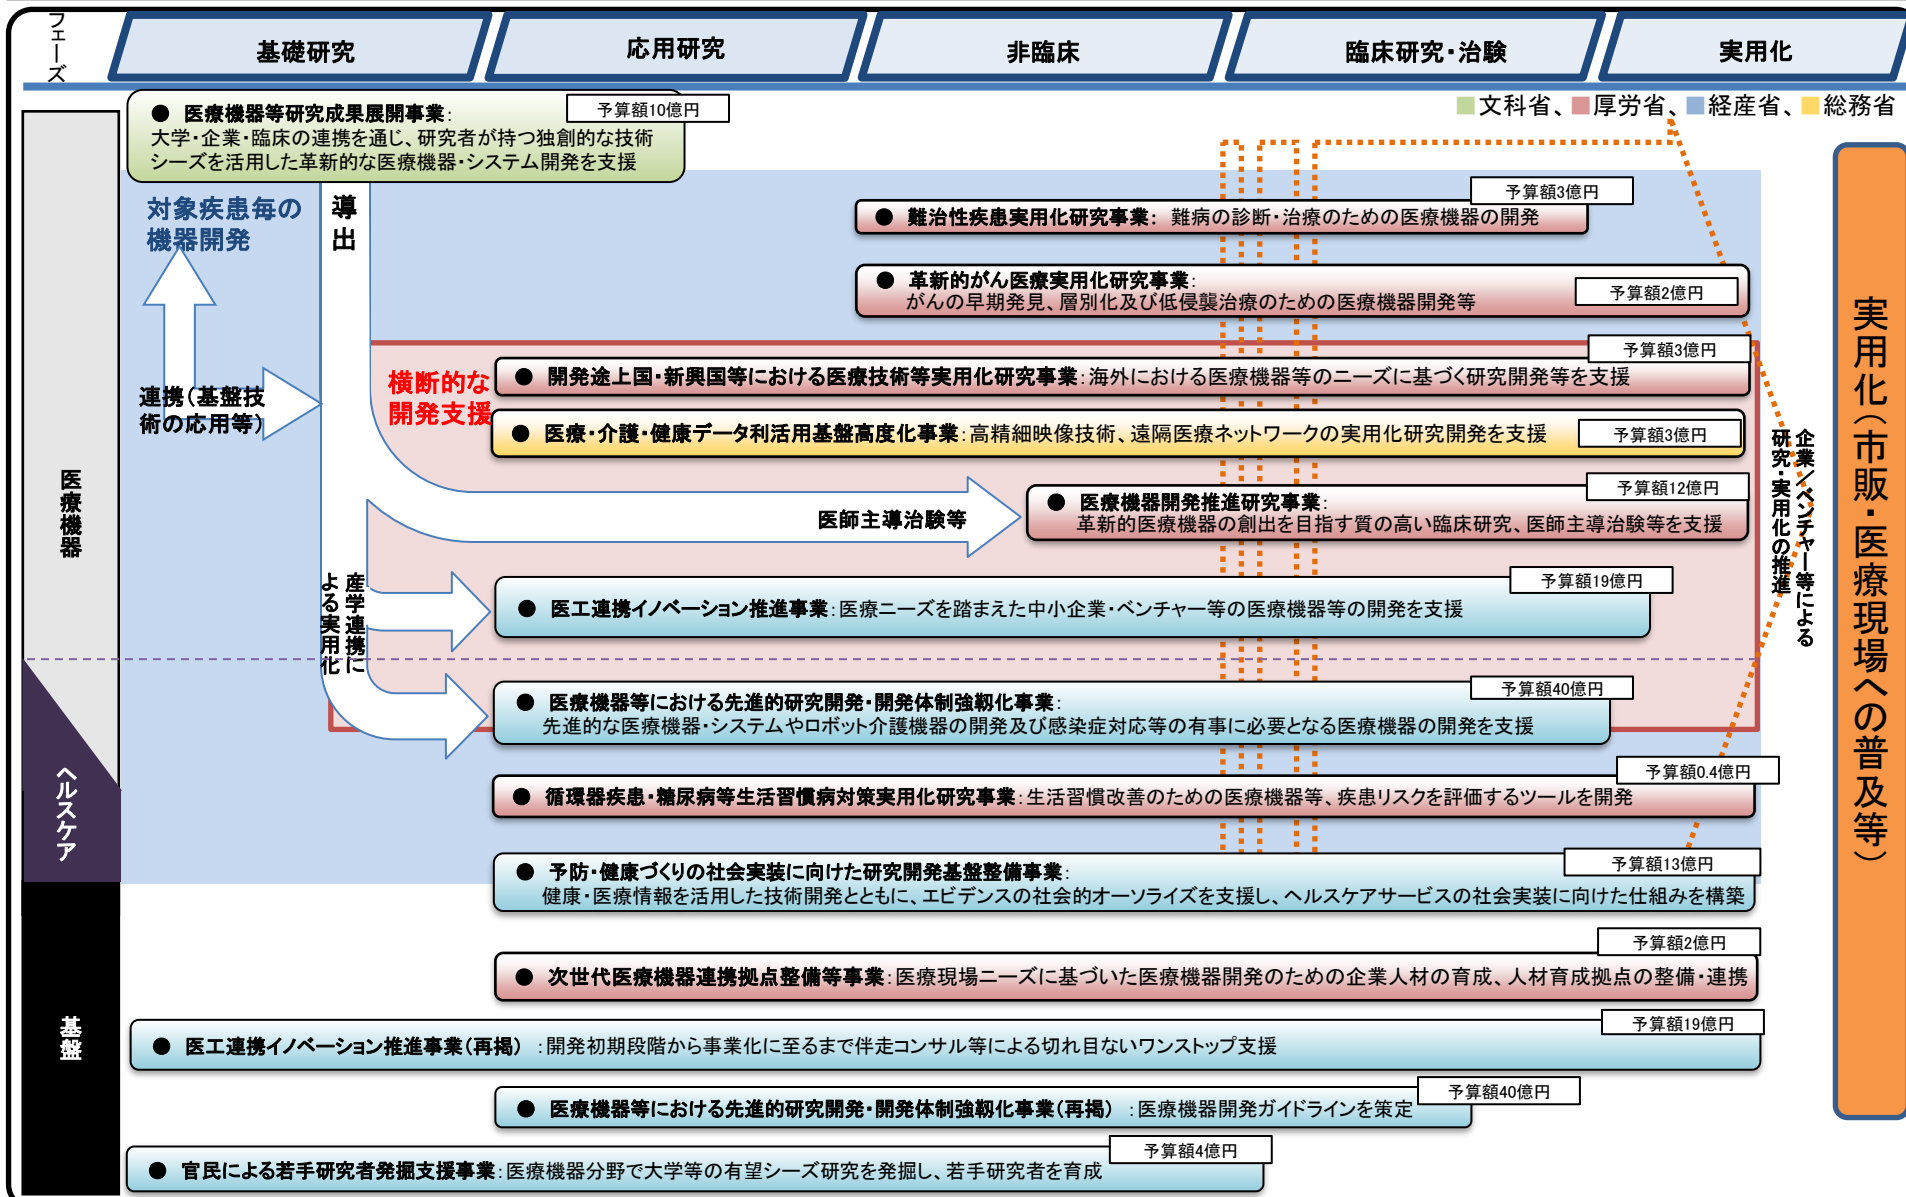 フェーズ
基礎研究
応用研究
非臨床
臨床研究・治験
実用化
文科省、厚労省、経産省、総務省
● 医療機器等研究成果展開事業:
予算額10億円
大学・企業・臨床の連携を通じ、研究者が持つ独創的な技術
シーズを活用した革新的な医療機器・システム開発を支援
対象疾患毎の
機器開発
導出
予算額3億円
● 難治性疾患実用化研究事業: 難病の診断・治療のための医療機器の開発
● 革新的がん医療実用化研究事業:
がんの早期発見、層別化及び低侵襲治療のための医療機器開発等
予算額2億円
連携(基盤技
術の応用等)
横断的な
開発支援
予算額3億円
● 開発途上国・新興国等における医療技術等実用化研究事業:海外における医療機器等のニーズに基づく研究開発等を支援
● 医療・介護・健康データ利活用基盤高度化事業:高精細映像技術、遠隔医療ネットワークの実用化研究開発を支援
予算額3億円
医療機器
医師主導治験等
予算額12億円
● 医療機器開発推進研究事業:
革新的医療機器の創出を目指す質の高い臨床研究、医師主導治験等を支援
産学連携に
よる実用化
予算額19億円
● 医工連携イノベーション推進事業:医療ニーズを踏まえた中小企業・ベンチャー等の医療機器等の開発を支援
企業/ベンチャー等による
研究・実用化の推進
実用化(市販・医療現場への普及等)
予算額40億円
● 医療機器等における先進的研究開発・開発体制強靱化事業:
先進的な医療機器・システムやロボット介護機器の開発及び感染症対応等の有事に必要となる医療機器の開発を支援
ヘルスケア
予算額0.4億円
● 循環器疾患・糖尿病等生活習慣病対策実用化研究事業:生活習慣改善のための医療機器等、疾患リスクを評価するツールを開発
予算額13億円
● 予防・健康づくりの社会実装に向けた研究開発基盤整備事業:
健康・医療情報を活用した技術開発とともに、エビデンスの社会的オーソライズを支援し、ヘルスケアサービスの社会実装に向けた仕組みを構築
基盤
予算額2億円
● 次世代医療機器連携拠点整備等事業:医療現場ニーズに基づいた医療機器開発のための企業人材の育成、人材育成拠点の整備・連携
予算額19億円
● 医工連携イノベーション推進事業(再掲) :開発初期段階から事業化に至るまで伴走コンサル等による切れ目ないワンストップ支援
予算額40億円
● 医療機器等における先進的研究開発・開発体制強靱化事業(再掲) :医療機器開発ガイドラインを策定
予算額4億円
● 官民による若手研究者発掘支援事業:医療機器分野で大学等の有望シーズ研究を発掘し、若手研究者を育成